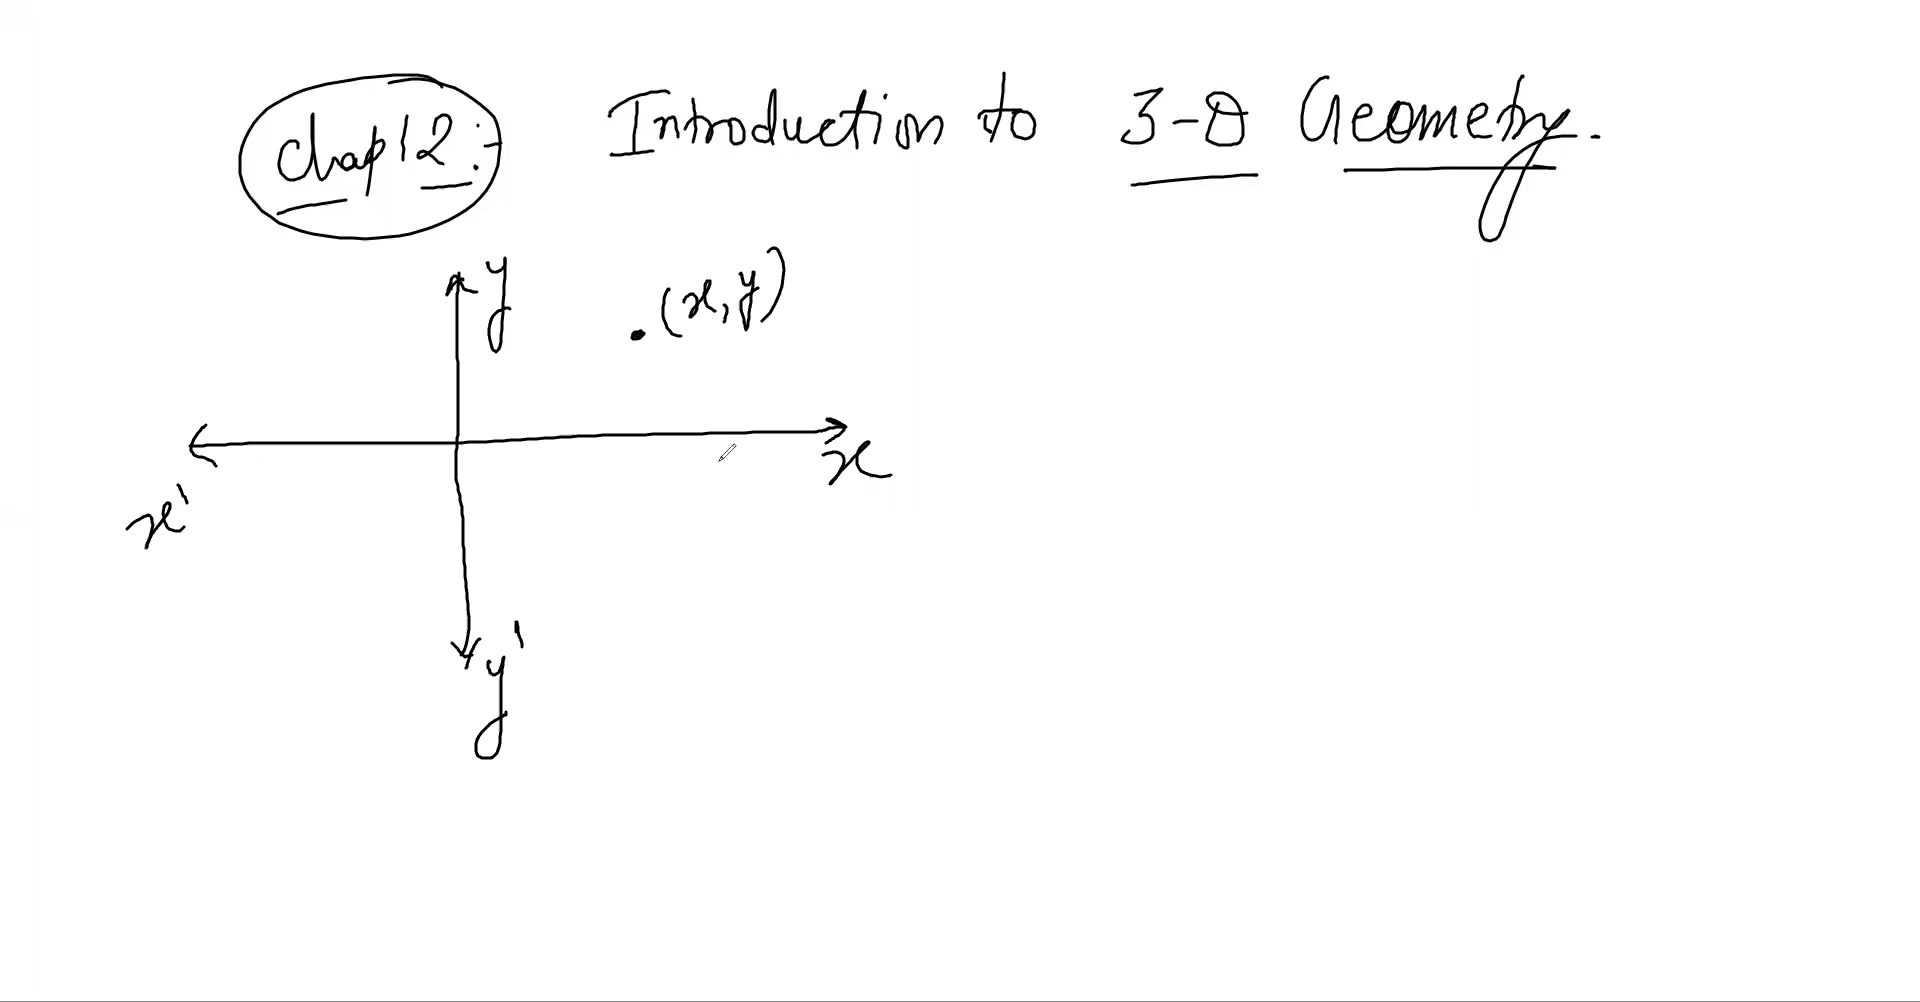 Chap 12:- Introduction to 3-D Geometry.
y
.(x,y)
x
x'
y'